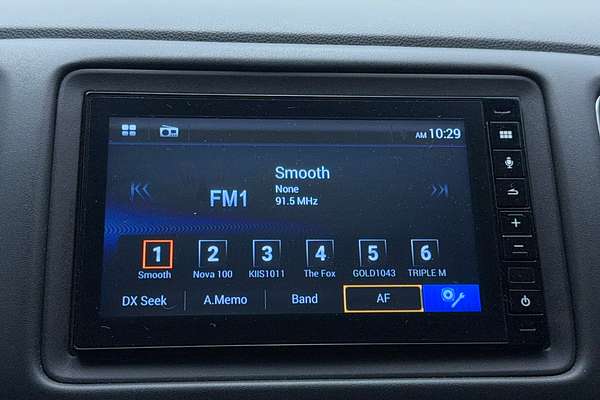 AM 10:29
Smooth
None
FM1
91.5 MHz
1 2 3 4 5 6
Smooth Nova 100 KIIS1011 The Fox GOLD1043 TRIPLE M
DX Seek A.Memo Band AF
+
−